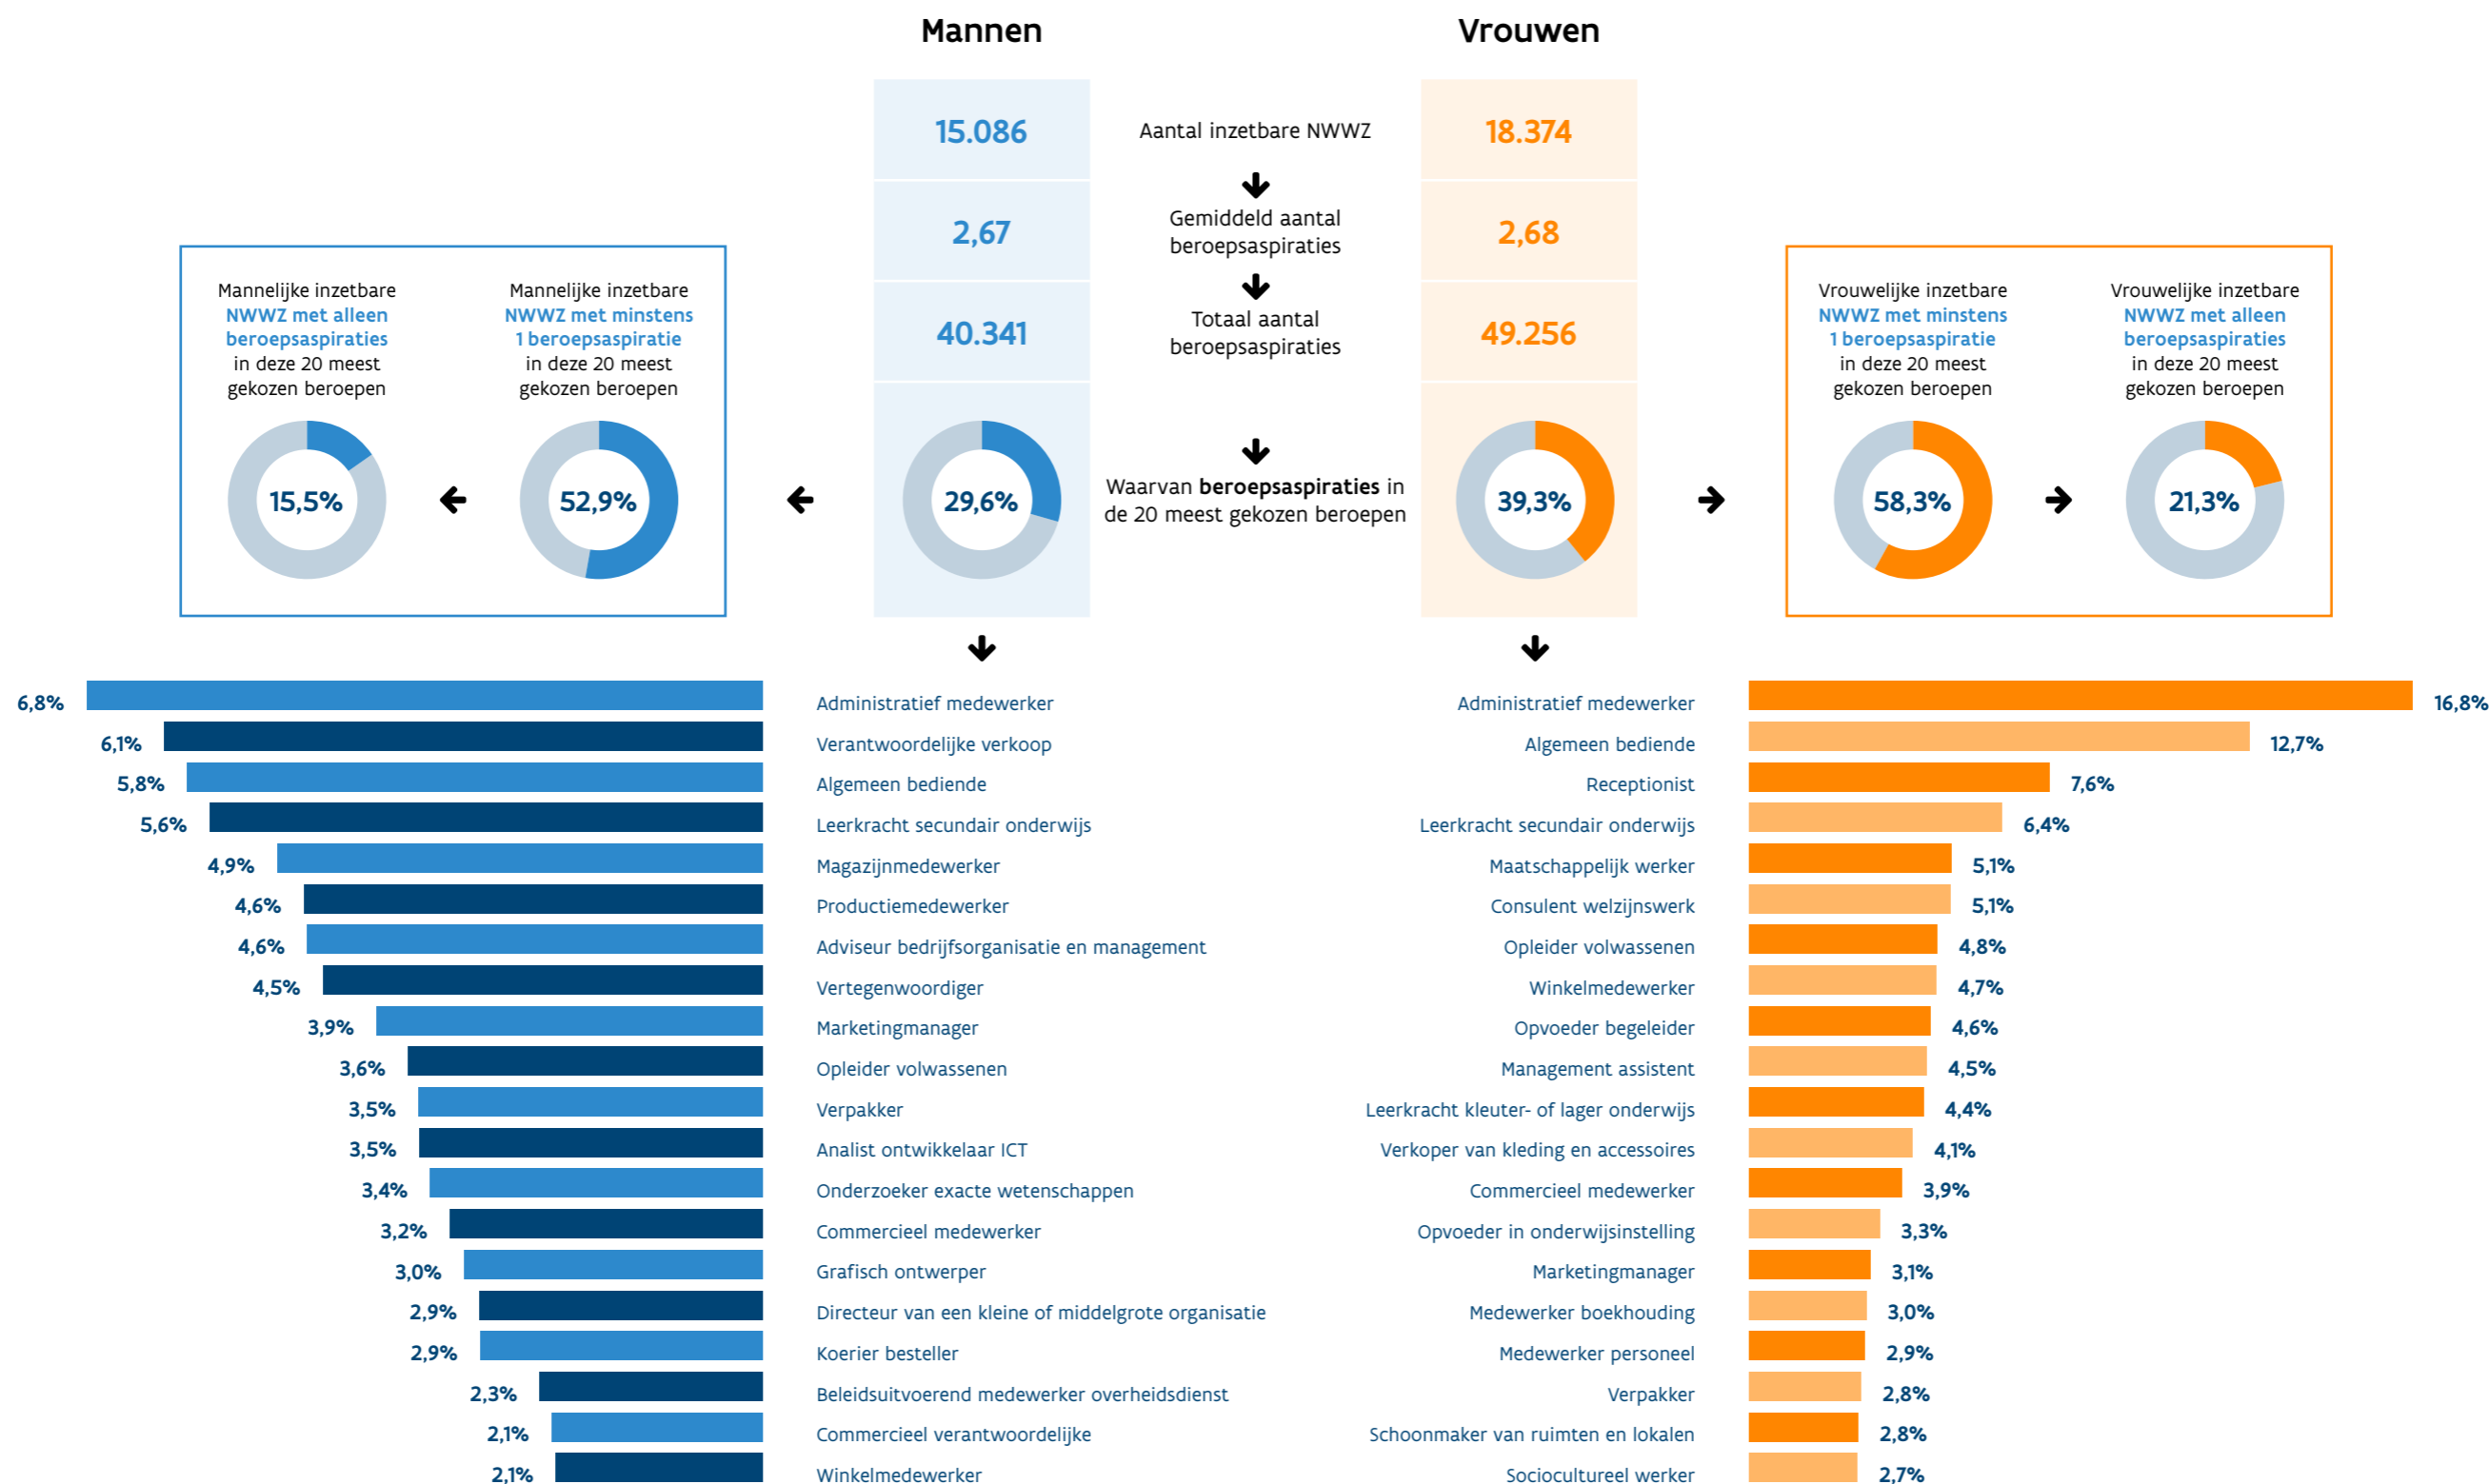 Mannen
Vrouwen
15.086
Aantal inzetbare NWWZ
18.374
2,67
Gemiddeld aantal
beroepsaspiraties
2,68
40.341
Totaal aantal
beroepsaspiraties
49.256
Mannelijke inzetbare
NWWZ met alleen
beroepsaspiraties
in deze 20 meest
gekozen beroepen
15,5%
Mannelijke inzetbare
NWWZ met minstens
1 beroepsaspiratie
in deze 20 meest
gekozen beroepen
52,9%
29,6%
Waarvan beroepsaspiraties in
de 20 meest gekozen beroepen
39,3%
Vrouwelijke inzetbare
NWWZ met minstens
1 beroepsaspiratie
in deze 20 meest
gekozen beroepen
58,3%
Vrouwelijke inzetbare
NWWZ met alleen
beroepsaspiraties
in deze 20 meest
gekozen beroepen
21,3%
6,8% Administratief medewerker
6,1% Verantwoordelijke verkoop
5,8% Algemeen bediende
5,6% Leerkracht secundair onderwijs
4,9% Magazijnmedewerker
4,6% Productiemedewerker
4,6% Adviseur bedrijfsorganisatie en management
4,5% Vertegenwoordiger
3,9% Marketingmanager
3,6% Opleider volwassenen
3,5% Verpakker
3,5% Analist ontwikkelaar ICT
3,4% Onderzoeker exacte wetenschappen
3,2% Commercieel medewerker
3,0% Grafisch ontwerper
2,9% Directeur van een kleine of middelgrote organisatie
2,9% Koerier besteller
2,3% Beleidsuitvoerend medewerker overheidsdienst
2,1% Commercieel verantwoordelijke
2,1% Winkelmedewerker
Administratief medewerker 16,8%
Algemeen bediende 12,7%
Receptionist 7,6%
Leerkracht secundair onderwijs 6,4%
Maatschappelijk werker 5,1%
Consulent welzijnswerk 5,1%
Opleider volwassenen 4,8%
Winkelmedewerker 4,7%
Opvoeder begeleider 4,6%
Management assistent 4,5%
Leerkracht kleuter- of lager onderwijs 4,4%
Verkoper van kleding en accessoires 4,1%
Commercieel medewerker 3,9%
Opvoeder in onderwijsinstelling 3,3%
Marketingmanager 3,1%
Medewerker boekhouding 3,0%
Medewerker personeel 2,9%
Verpakker 2,8%
Schoonmaker van ruimten en lokalen 2,8%
Sociocultureel werker 2,7%